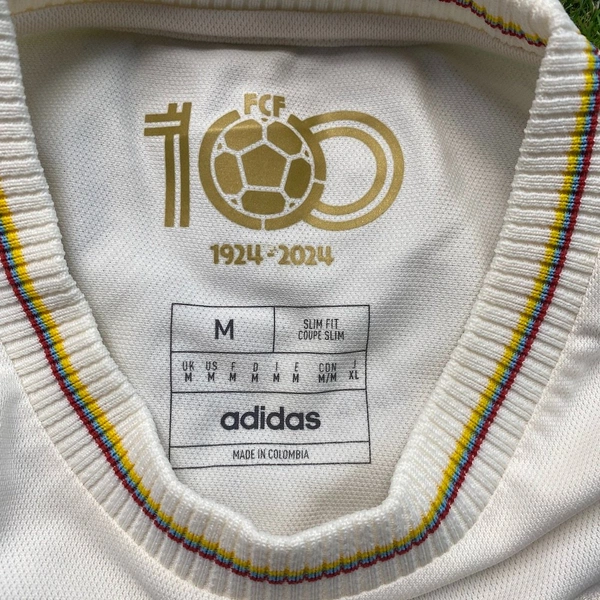 FCF
100
1924-2024
M SLIM FIT
COUPE SLIM
UK US F D I E CON J
M M M M M M M/M XL
adidas
MADE IN COLOMBIA